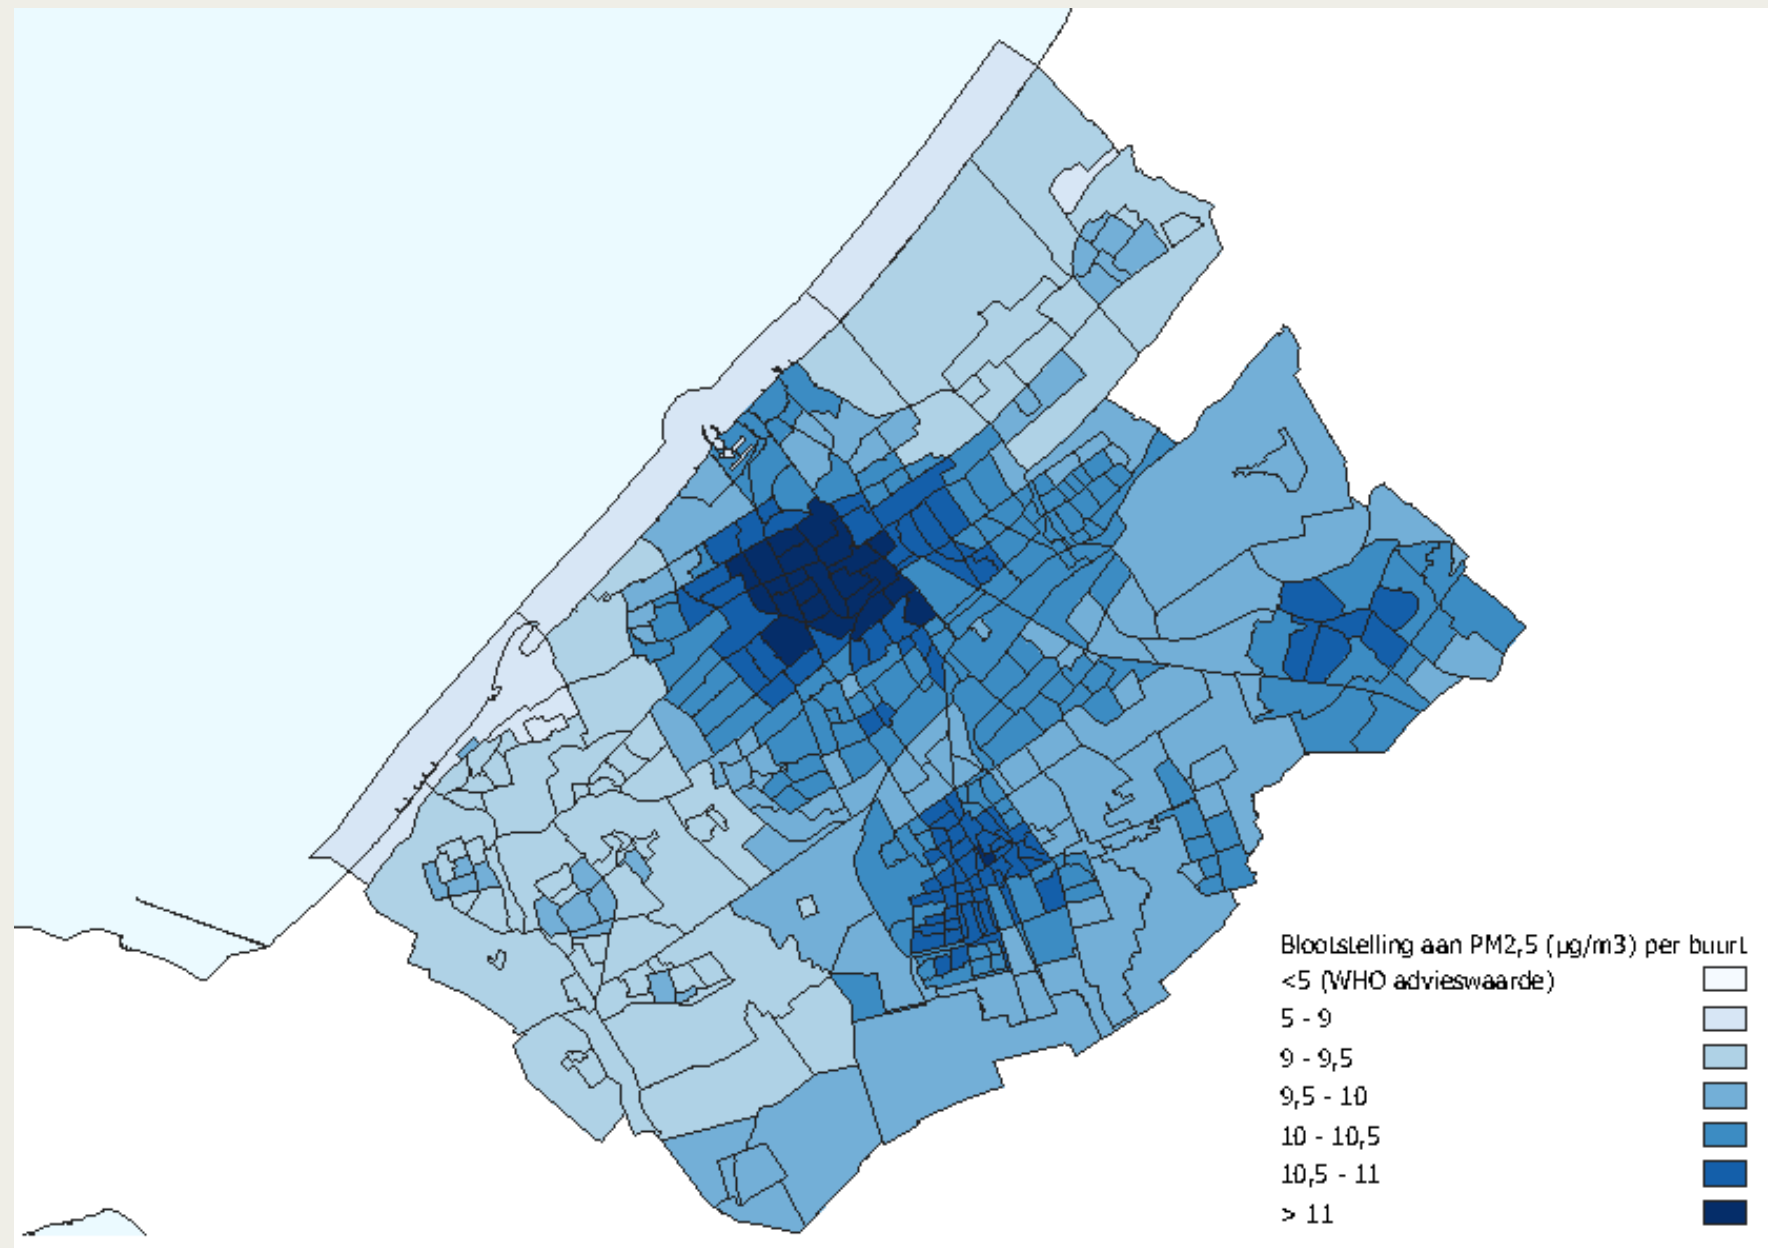 Blootstelling aan PM2,5 (µg/m3) per buurt
<5 (WHO advieswaarde)
5 - 9
9 - 9,5
9,5 - 10
10 - 10,5
10,5 - 11
> 11